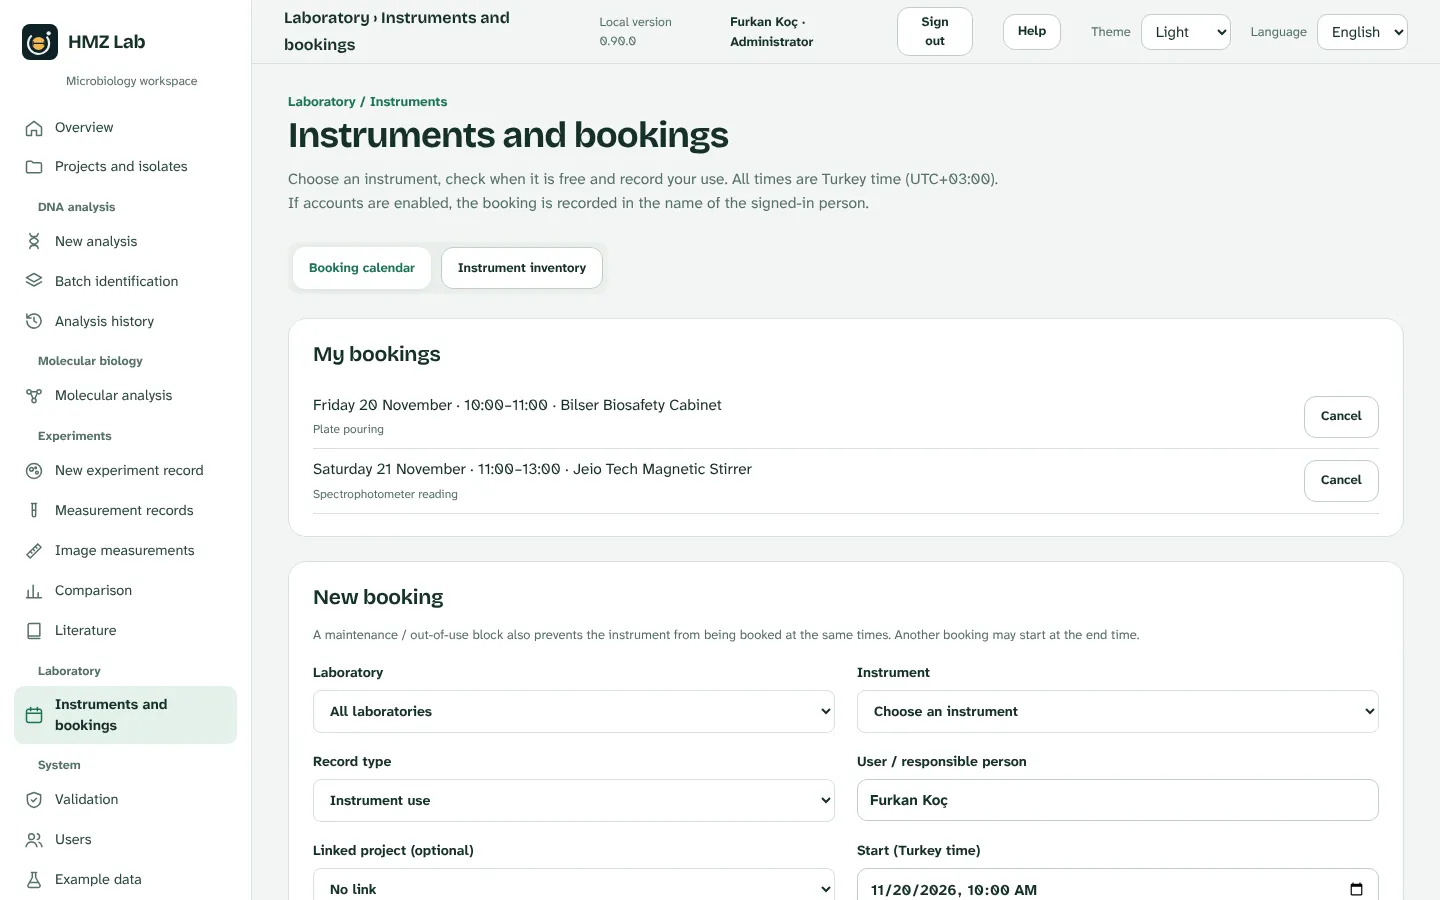 HMZ Lab
Microbiology workspace
Overview
Projects and isolates
DNA analysis
New analysis
Batch identification
Analysis history
Molecular biology
Molecular analysis
Experiments
New experiment record
Measurement records
Image measurements
Comparison
Literature
Laboratory
Instruments and
bookings
System
Validation
Users
Example data
Laboratory › Instruments and
bookings
Local version
0.90.0
Furkan Koç ·
Administrator
Sign
out
Help
Theme
Light
Language
English
Laboratory / Instruments
Instruments and bookings
Choose an instrument, check when it is free and record your use. All times are Turkey time (UTC+03:00).
If accounts are enabled, the booking is recorded in the name of the signed-in person.
Booking calendar
Instrument inventory
My bookings
Friday 20 November · 10:00–11:00 · Bilser Biosafety Cabinet
Plate pouring
Cancel
Saturday 21 November · 11:00–13:00 · Jeio Tech Magnetic Stirrer
Spectrophotometer reading
Cancel
New booking
A maintenance / out-of-use block also prevents the instrument from being booked at the same times. Another booking may start at the end time.
Laboratory
All laboratories
Instrument
Choose an instrument
Record type
Instrument use
User / responsible person
Furkan Koç
Linked project (optional)
No link
Start (Turkey time)
11/20/2026, 10:00 AM